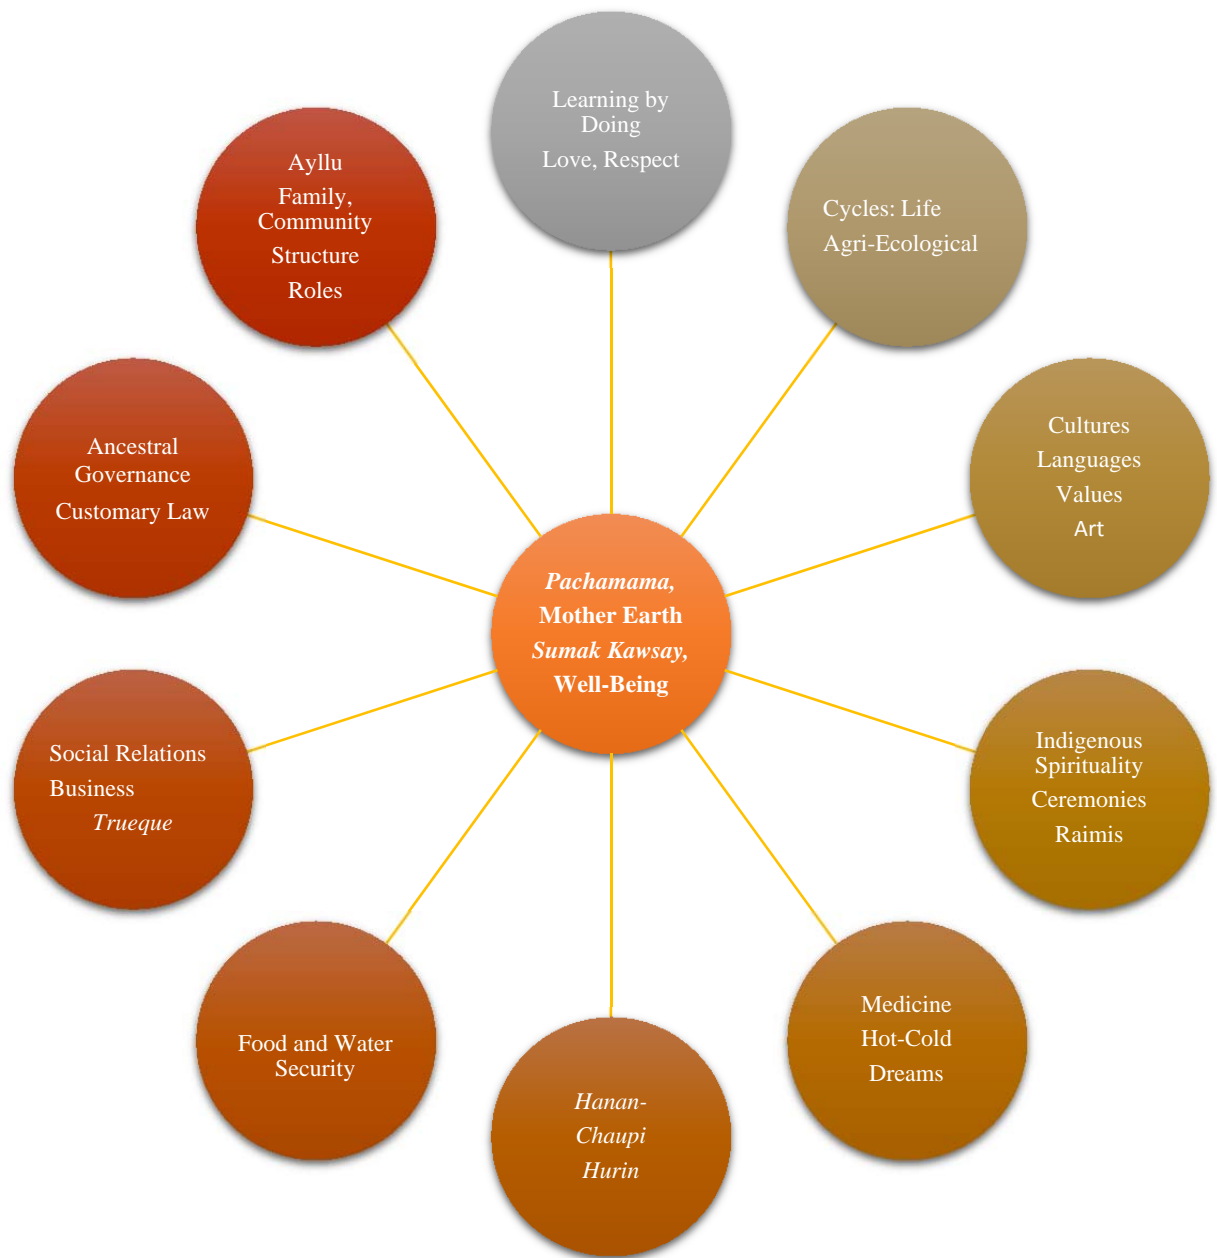 Learning by
Doing
Love, Respect
Cycles: Life
Agri-Ecological
Cultures
Languages
Values
Art
Indigenous
Spirituality
Ceremonies
Raimis
Medicine
Hot-Cold
Dreams
Hanan-
Chaupi
Hurin
Food and Water
Security
Social Relations
Business
Trueque
Ancestral
Governance
Customary Law
Ayllu
Family,
Community
Structure
Roles
Pachamama,
Mother Earth
Sumak Kawsay,
Well-Being